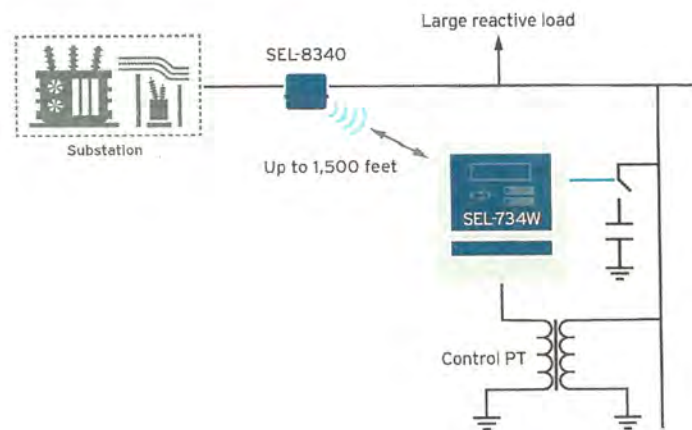 Large reactive load
SEL-8340
Substation
Up to 1,500 feet
SEL-734W
Control PT